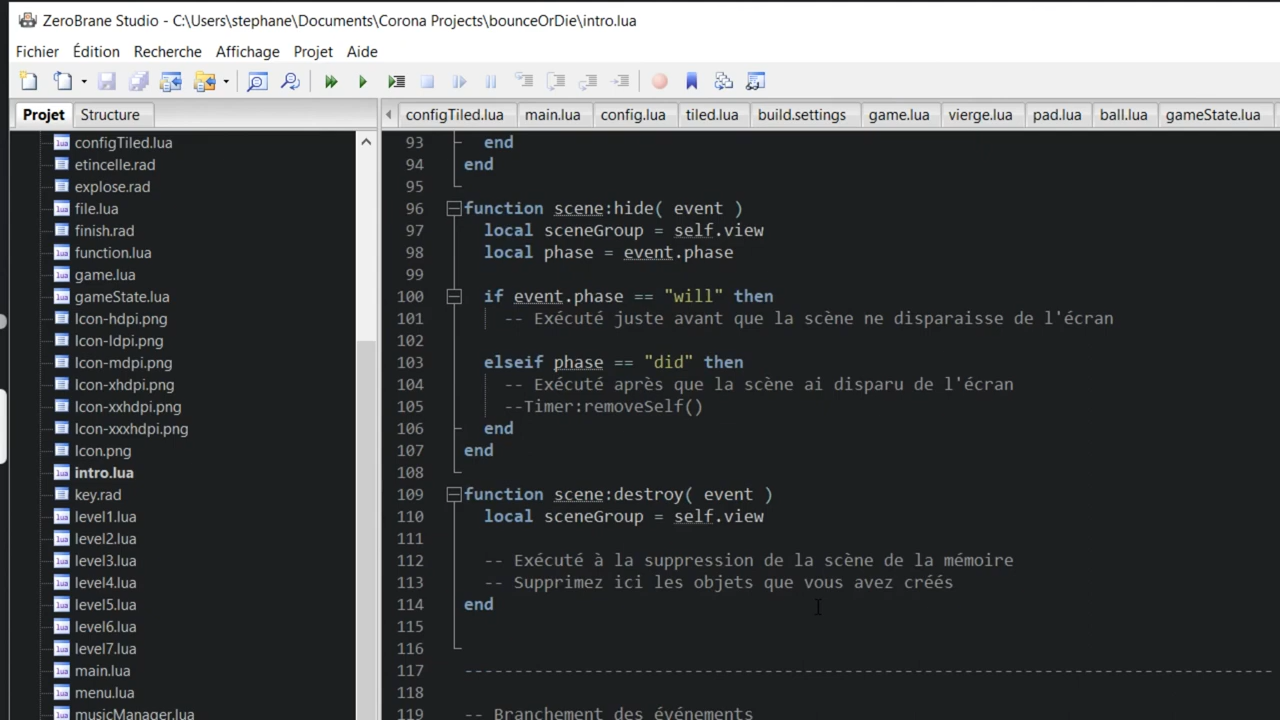 ZeroBrane Studio - C:\Users\stephane\Documents\Corona Projects\bounceOrDie\intro.lua
Fichier Édition Recherche Affichage Projet Aide
Projet Structure
configTiled.lua main.lua config.lua tiled.lua build.settings game.lua vierge.lua pad.lua ball.lua gameState.lua
configTiled.lua
etincelle.rad
explose.rad
file.lua
finish.rad
function.lua
game.lua
gameState.lua
Icon-hdpi.png
Icon-ldpi.png
Icon-mdpi.png
Icon-xhdpi.png
Icon-xxhdpi.png
Icon-xxxhdpi.png
Icon.png
intro.lua
key.rad
level1.lua
level2.lua
level3.lua
level4.lua
level5.lua
level6.lua
level7.lua
main.lua
menu.lua
musicManager.lua
93 end
94 end
95
96 function scene:hide( event )
97 local sceneGroup = self.view
98 local phase = event.phase
99
100 if event.phase == "will" then
101 -- Exécuté juste avant que la scène ne disparaisse de l'écran
102
103 elseif phase == "did" then
104 -- Exécuté après que la scène ai disparu de l'écran
105 --Timer:removeSelf()
106 end
107 end
108
109 function scene:destroy( event )
110 local sceneGroup = self.view
111
112 -- Exécuté à la suppression de la scène de la mémoire
113 -- Supprimez ici les objets que vous avez créés
114 end
115
116
117 ---------------------------------------------------------------------------------
118
119 -- Branchement des événements